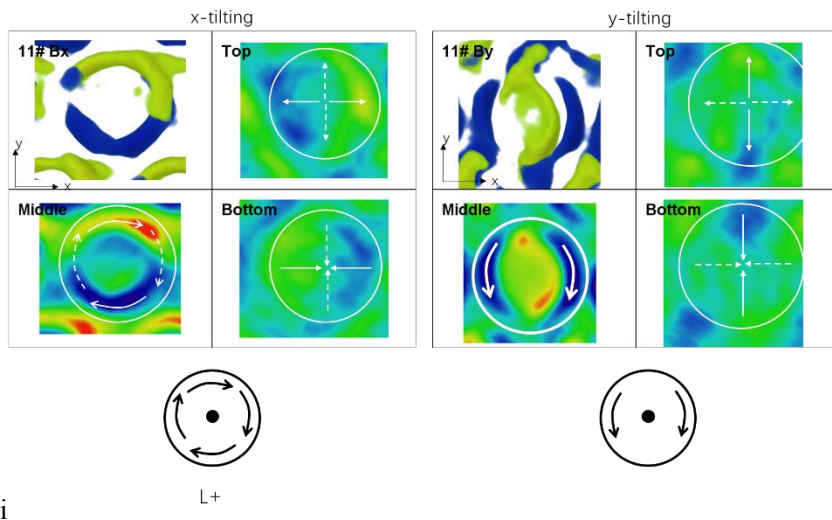 x-tilting
y-tilting
11# Bx
Top
y
x
Middle
Bottom
11# By
Top
y
x
Middle
Bottom
L+
i